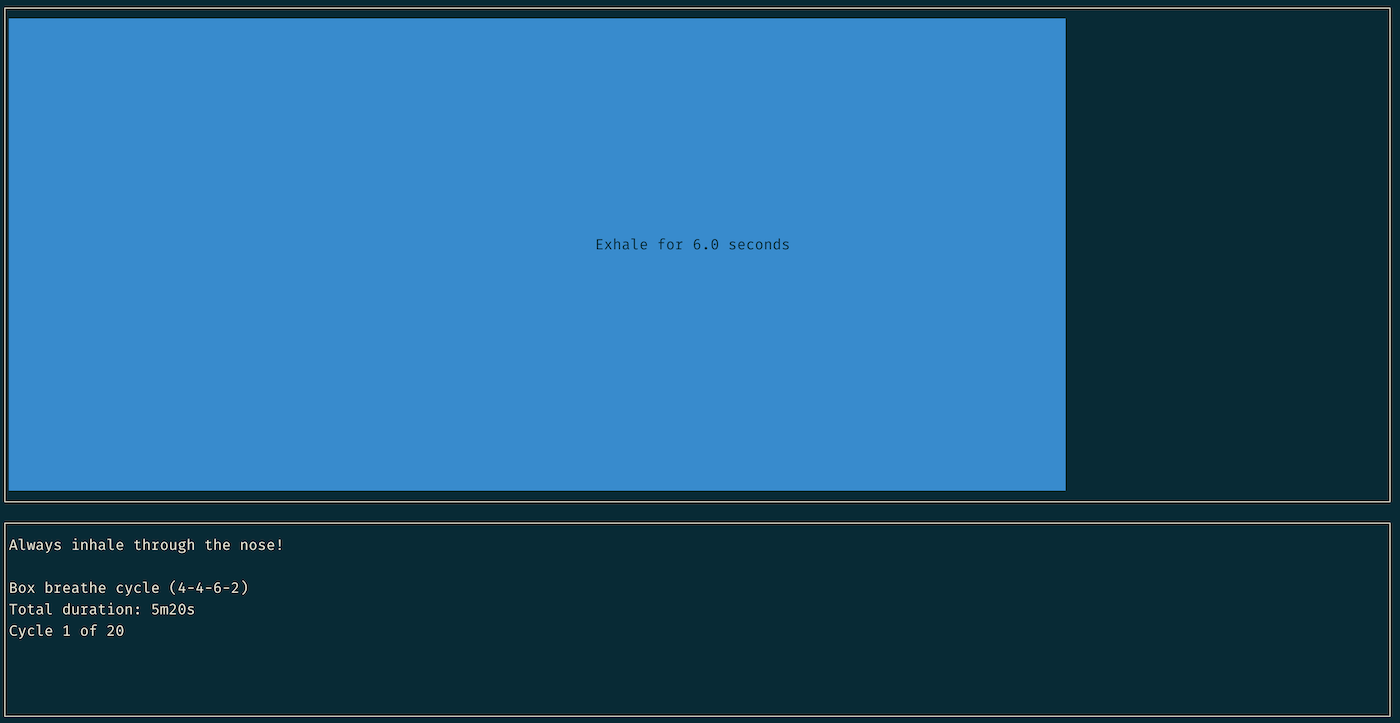 Exhale for 6.0 seconds
Always inhale through the nose!
Box breathe cycle (4-4-6-2)
Total duration: 5m20s
Cycle 1 of 20